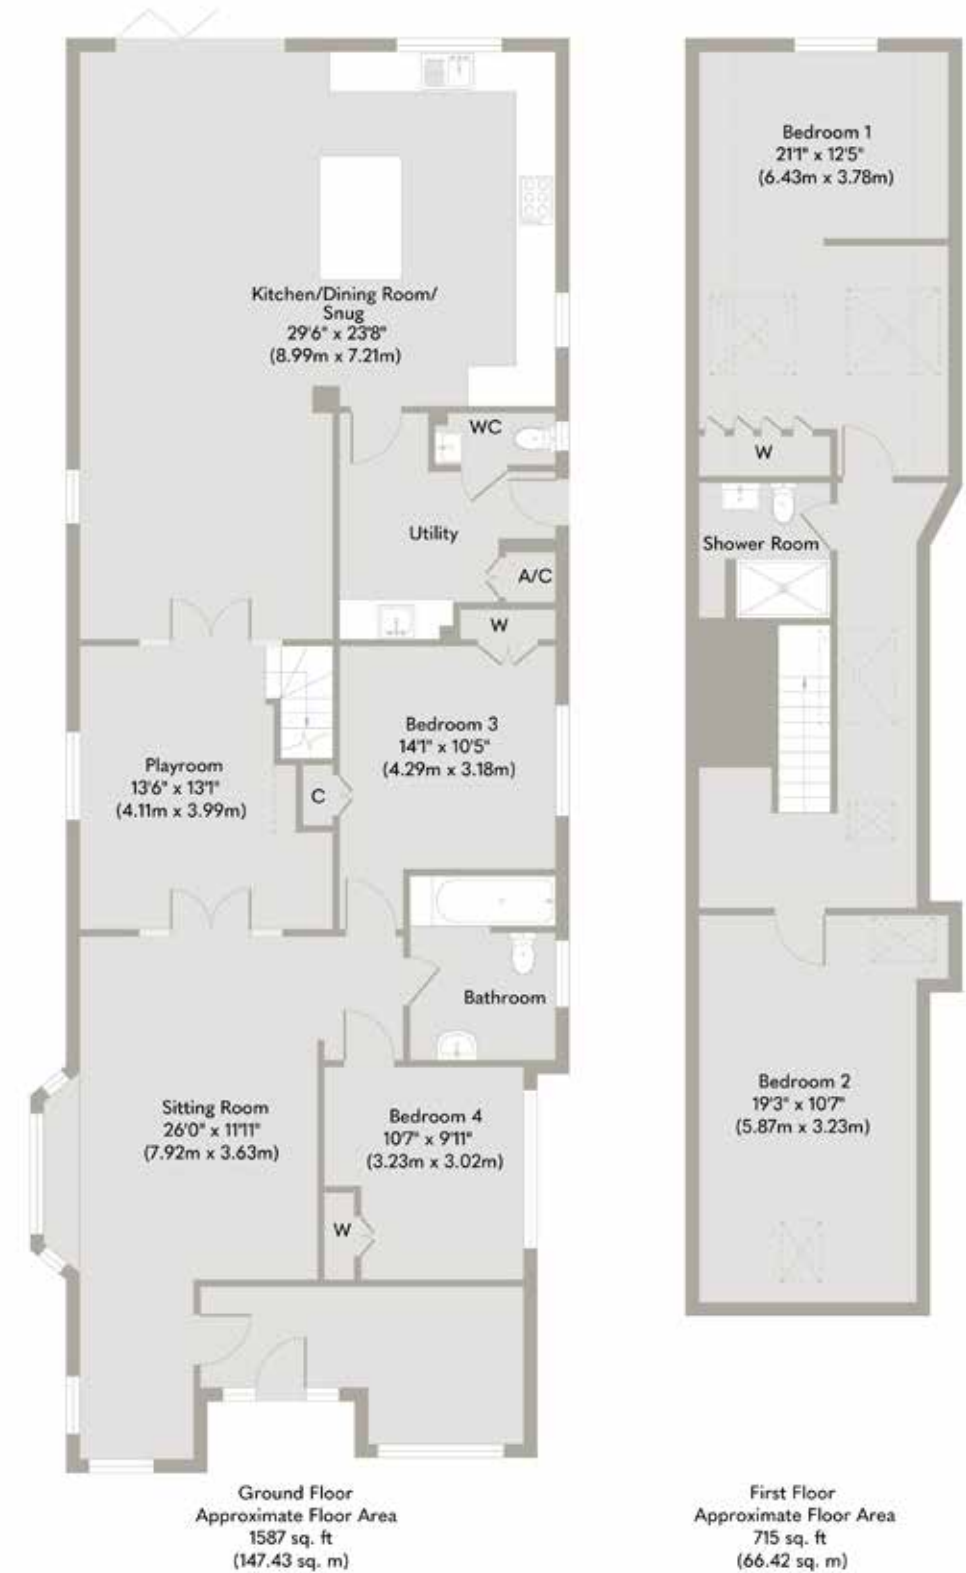 Kitchen/Dining Room/
Snug
29'6" x 23'8"
(8.99m x 7.21m)
WC
Utility
A/C
W
Playroom
13'6" x 13'1"
(4.11m x 3.99m)
C
Bedroom 3
14'1" x 10'5"
(4.29m x 3.18m)
Bathroom
Sitting Room
26'0" x 11'11"
(7.92m x 3.63m)
Bedroom 4
10'7" x 9'11"
(3.23m x 3.02m)
W
Ground Floor
Approximate Floor Area
1587 sq. ft
(147.43 sq. m)
Bedroom 1
21'1" x 12'5"
(6.43m x 3.78m)
W
Shower Room
Bedroom 2
19'3" x 10'7"
(5.87m x 3.23m)
First Floor
Approximate Floor Area
715 sq. ft
(66.42 sq. m)